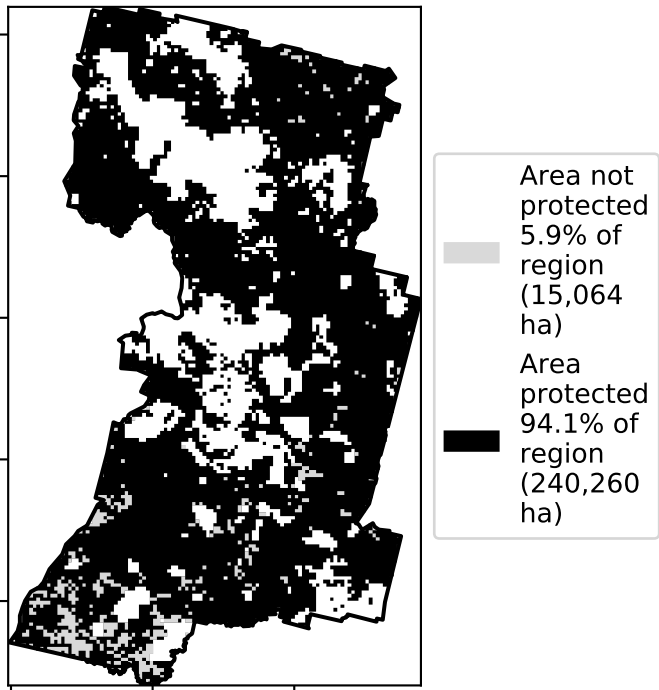 Area not
protected
5.9% of
region
(15,064
ha)
Area
protected
94.1% of
region
(240,260
ha)